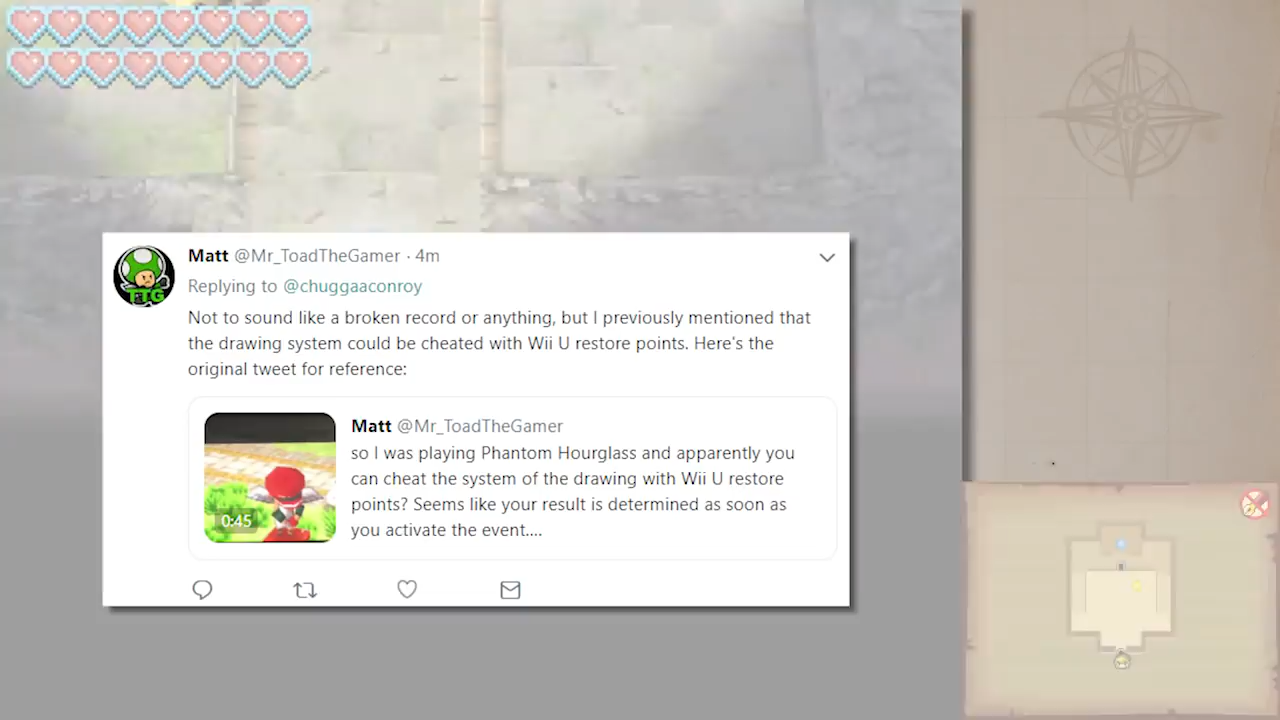 Matt @Mr_ToadTheGamer · 4m
Replying to @chuggaaconroy
Not to sound like a broken record or anything, but I previously mentioned that
the drawing system could be cheated with Wii U restore points. Here's the
original tweet for reference:
Matt @Mr_ToadTheGamer
so I was playing Phantom Hourglass and apparently you
can cheat the system of the drawing with Wii U restore
points? Seems like your result is determined as soon as
you activate the event....
0:45
TTG